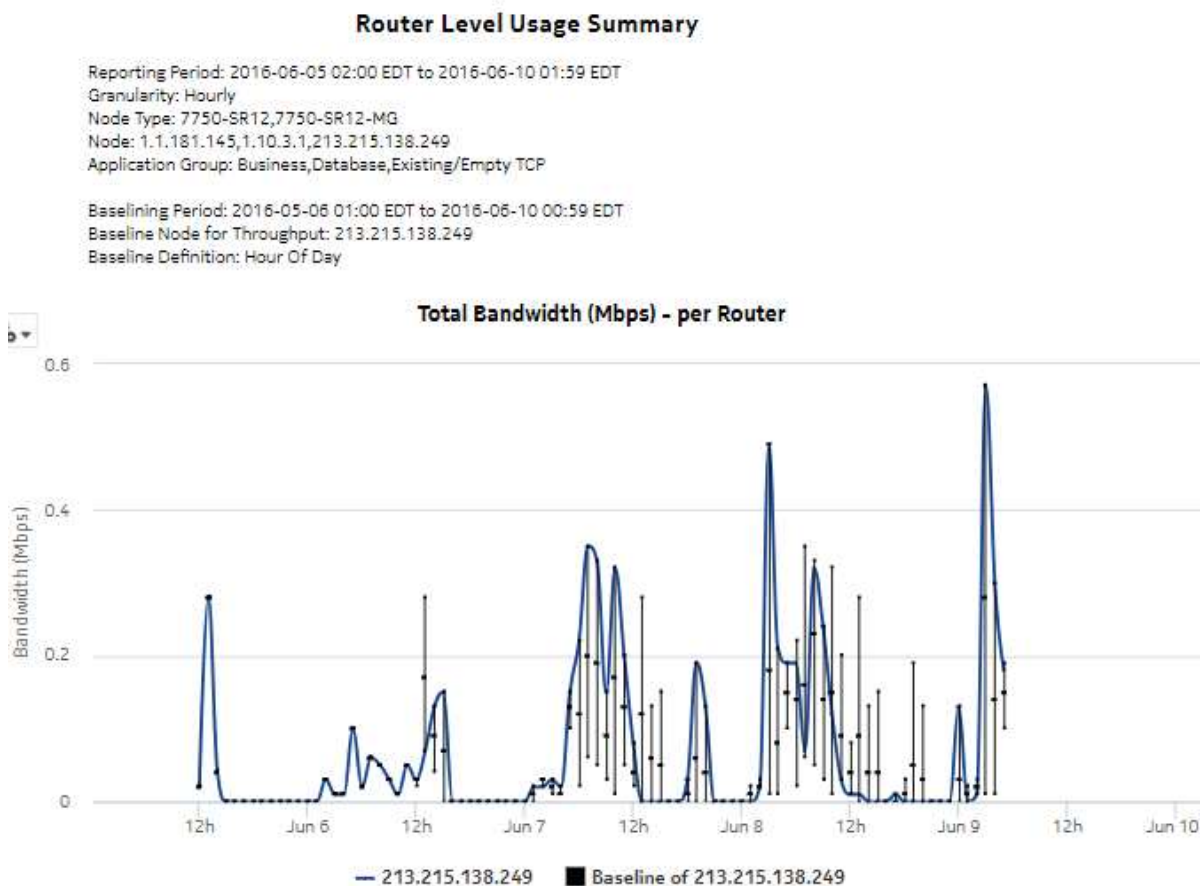 Router Level Usage Summary
Reporting Period: 2016-06-05 02:00 EDT to 2016-06-10 01:59 EDT
Granularity: Hourly
Node Type: 7750-SR12,7750-SR12-MG
Node: 1.1.181.145,1.10.3.1,213.215.138.249
Application Group: Business,Database,Existing/Empty TCP
Baselining Period: 2016-05-06 01:00 EDT to 2016-06-10 00:59 EDT
Baseline Node for Throughput: 213.215.138.249
Baseline Definition: Hour Of Day
Total Bandwidth (Mbps) - per Router
Bandwidth (Mbps)
0.6
0.4
0.2
0
12h Jun 6 12h Jun 7 12h Jun 8 12h Jun 9 12h Jun 10
213.215.138.249 Baseline of 213.215.138.249